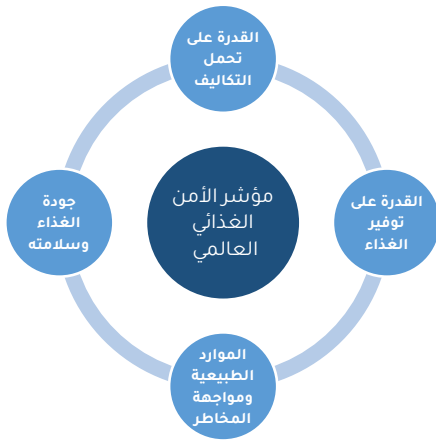 القدرة على
تحمل
التكاليف
مؤشر الأمن
الغذائي
العالمي
القدرة على
توفير
الغذاء
جودة
الغذاء
وسلامته
الموارد
الطبيعية
ومواجهة
المخاطر